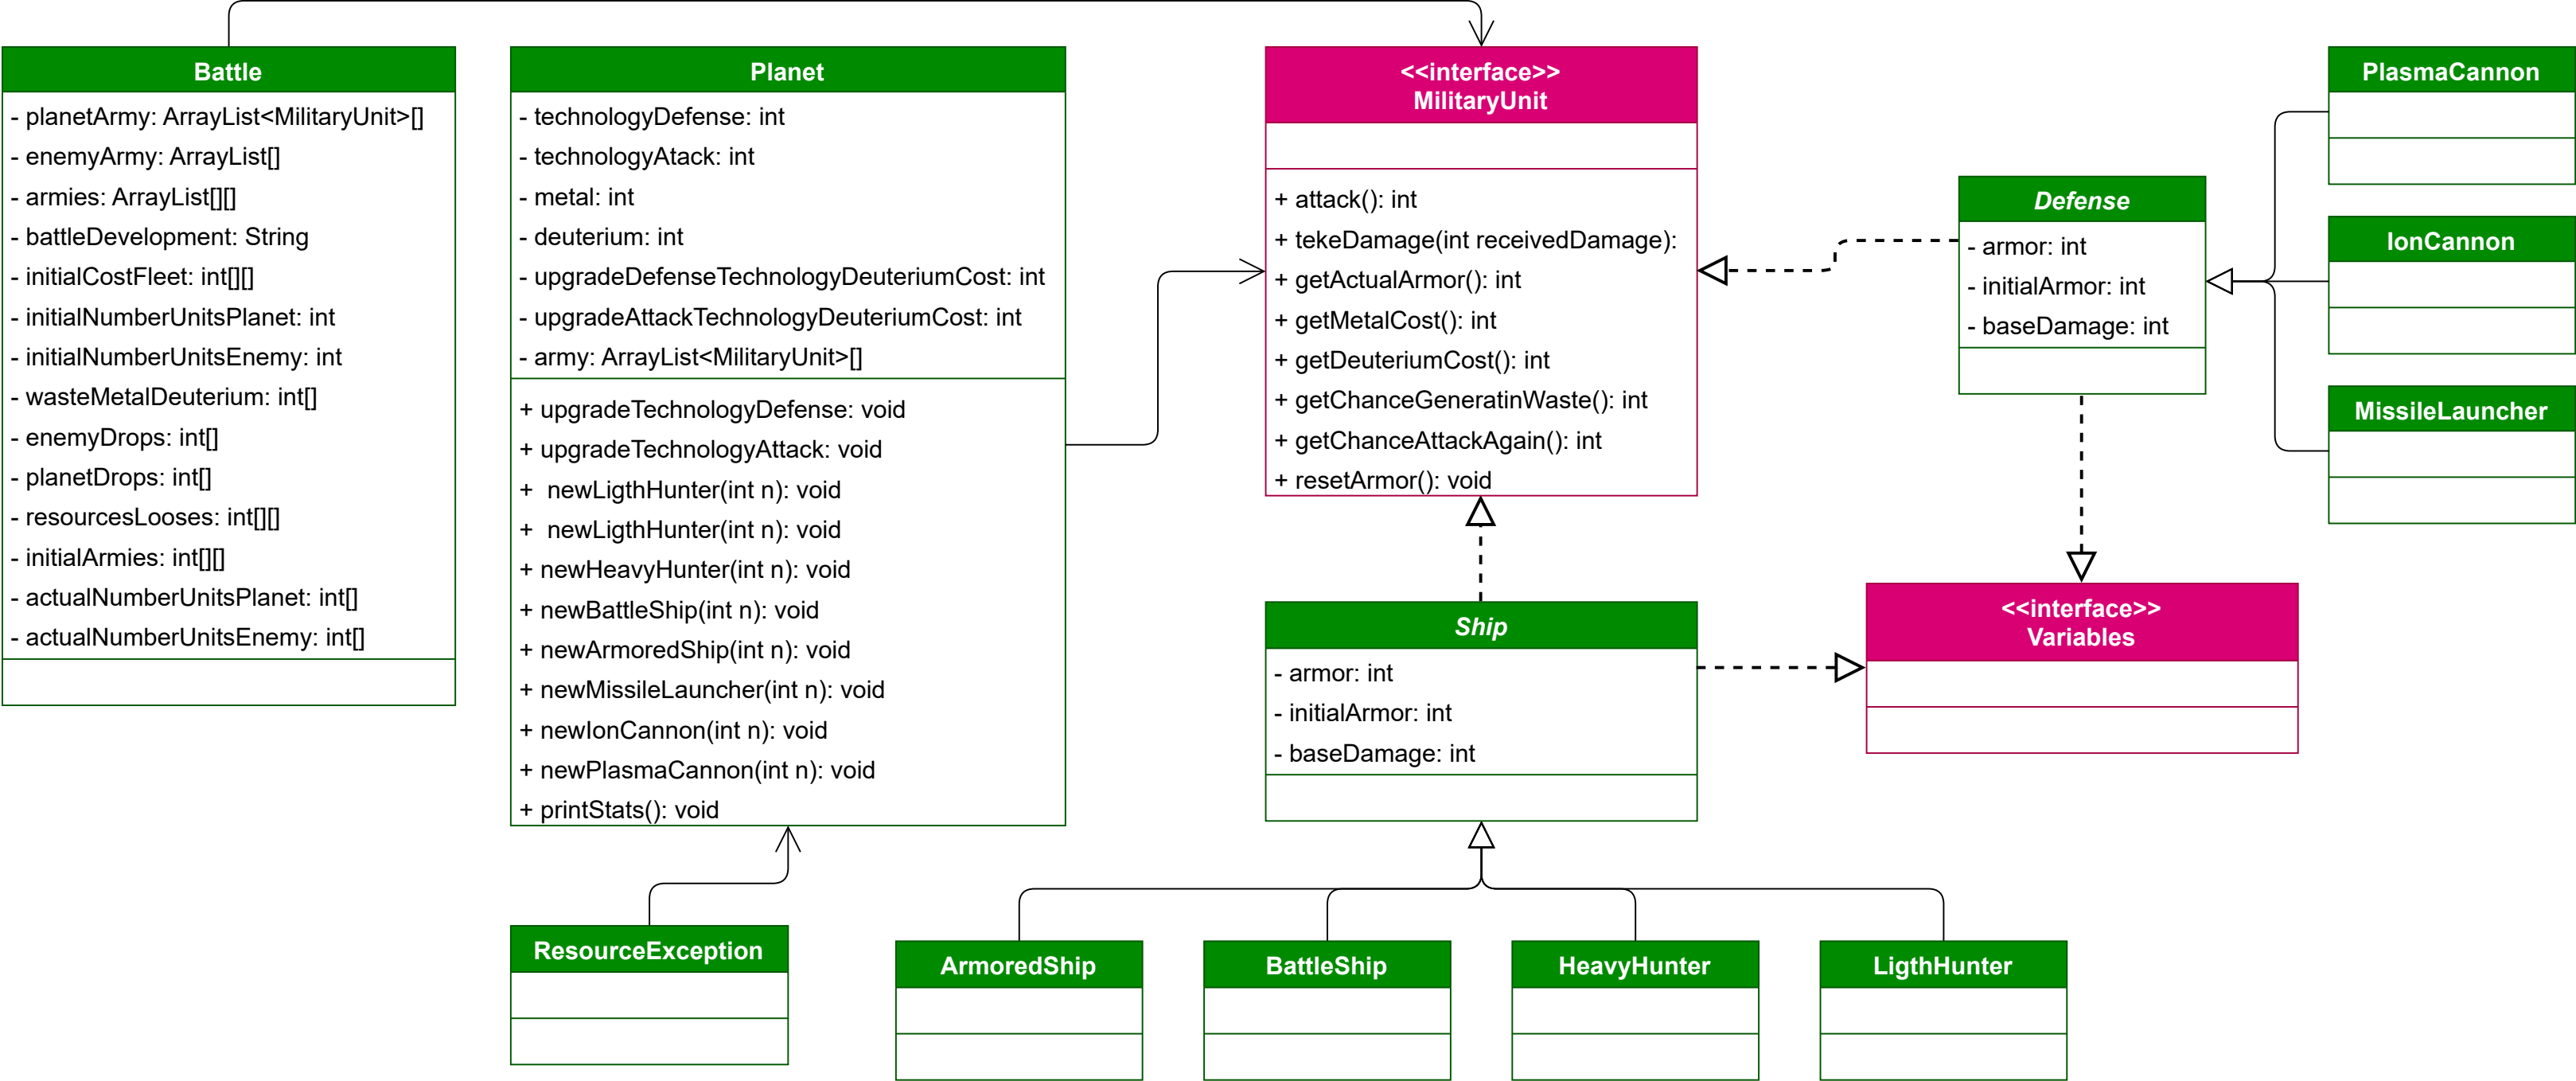 Battle
- planetArmy: ArrayList<MilitaryUnit>[]
- enemyArmy: ArrayList[]
- armies: ArrayList[][]
- battleDevelopment: String
- initialCostFleet: int[][]
- initialNumberUnitsPlanet: int
- initialNumberUnitsEnemy: int
- wasteMetalDeuterium: int[]
- enemyDrops: int[]
- planetDrops: int[]
- resourcesLooses: int[][]
- initialArmies: int[][]
- actualNumberUnitsPlanet: int[]
- actualNumberUnitsEnemy: int[]
Planet
- technologyDefense: int
- technologyAtack: int
- metal: int
- deuterium: int
- upgradeDefenseTechnologyDeuteriumCost: int
- upgradeAttackTechnologyDeuteriumCost: int
- army: ArrayList<MilitaryUnit>[]
+ upgradeTechnologyDefense: void
+ upgradeTechnologyAttack: void
+ newLigthHunter(int n): void
+ newLigthHunter(int n): void
+ newHeavyHunter(int n): void
+ newBattleShip(int n): void
+ newArmoredShip(int n): void
+ newMissileLauncher(int n): void
+ newIonCannon(int n): void
+ newPlasmaCannon(int n): void
+ printStats(): void
<<interface>>
MilitaryUnit
+ attack(): int
+ tekeDamage(int receivedDamage):
+ getActualArmor(): int
+ getMetalCost(): int
+ getDeuteriumCost(): int
+ getChanceGeneratinWaste(): int
+ getChanceAttackAgain(): int
+ resetArmor(): void
Defense
- armor: int
- initialArmor: int
- baseDamage: int
PlasmaCannon
IonCannon
MissileLauncher
Ship
- armor: int
- initialArmor: int
- baseDamage: int
<<interface>>
Variables
ResourceException
ArmoredShip
BattleShip
HeavyHunter
LigthHunter